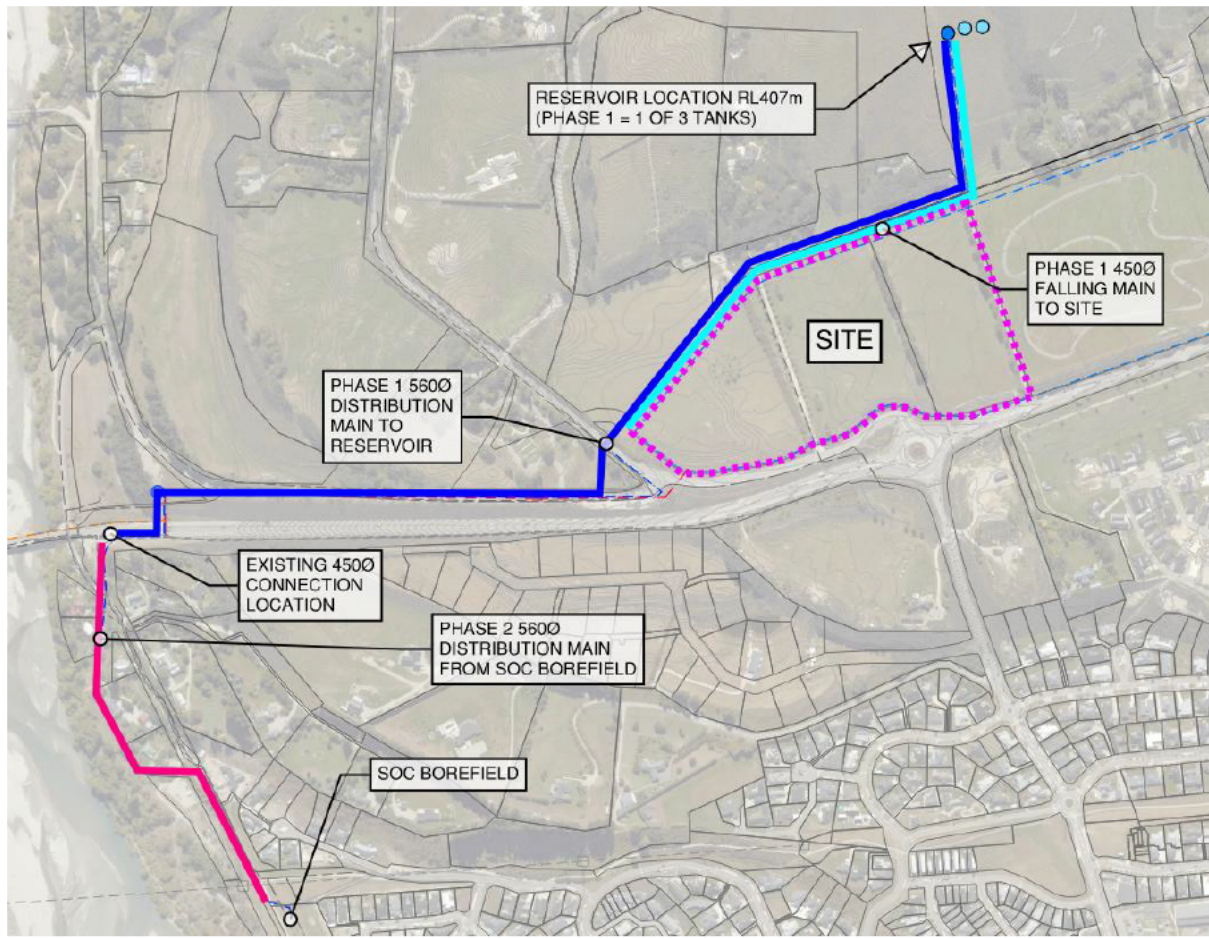 RESERVOIR LOCATION RL407m
(PHASE 1 = 1 OF 3 TANKS)
PHASE 1 450Ø
FALLING MAIN
TO SITE
SITE
PHASE 1 560Ø
DISTRIBUTION
MAIN TO
RESERVOIR
EXISTING 450Ø
CONNECTION
LOCATION
PHASE 2 560Ø
DISTRIBUTION MAIN
FROM SOC BOREFIELD
SOC BOREFIELD